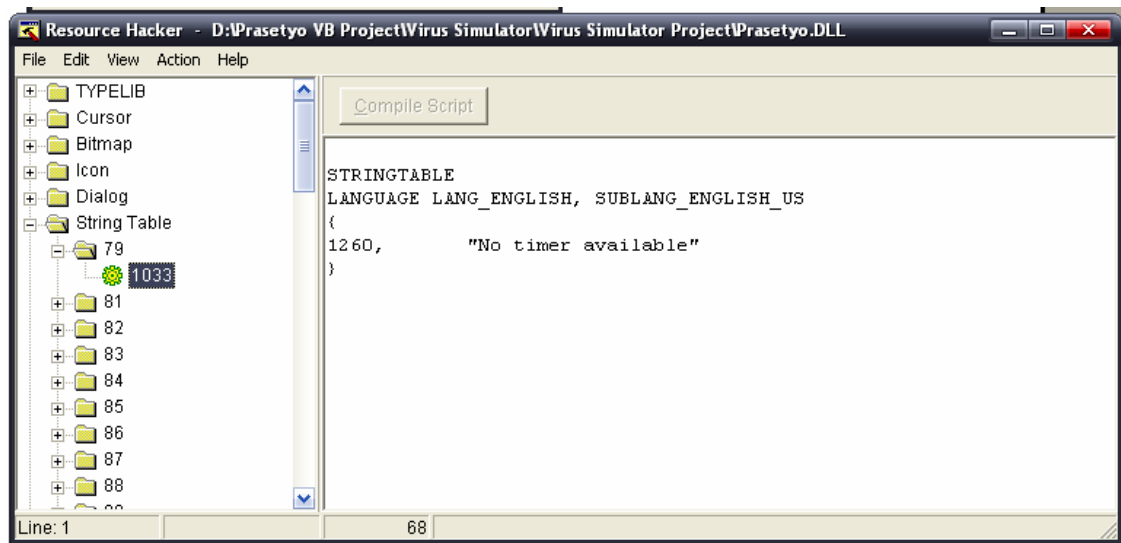 Resource Hacker - D:\Prasetyo VB Project\Virus Simulator\Virus Simulator Project\Prasetyo.DLL
File Edit View Action Help
TYPELIB
Cursor
Bitmap
Icon
Dialog
String Table
79
1033
81
82
83
84
85
86
87
88
Compile Script
STRINGTABLE
LANGUAGE LANG_ENGLISH, SUBLANG_ENGLISH_US
{
1260, "No timer available"
}
Line: 1 68